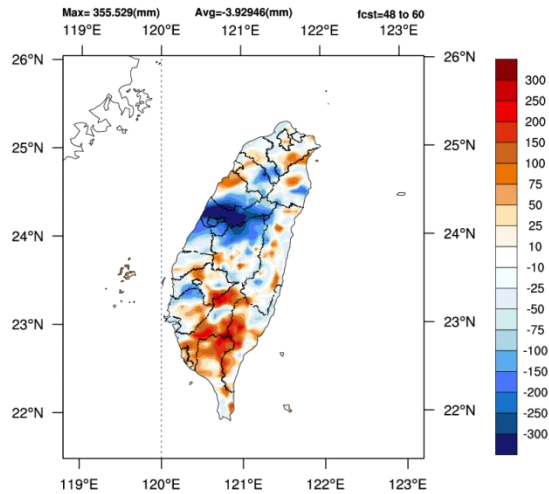 Max= 355.529(mm) Avg=-3.92946(mm) fcst=48 to 60
119°E 120°E 121°E 122°E 123°E
26°N 26°N
300
250
200
25°N 25°N
150
100
75
24°N 24°N
50
25
10
-10
-25
23°N 23°N
-50
-75
-100
-150
22°N 22°N
-200
-250
-300
119°E 120°E 121°E 122°E 123°E